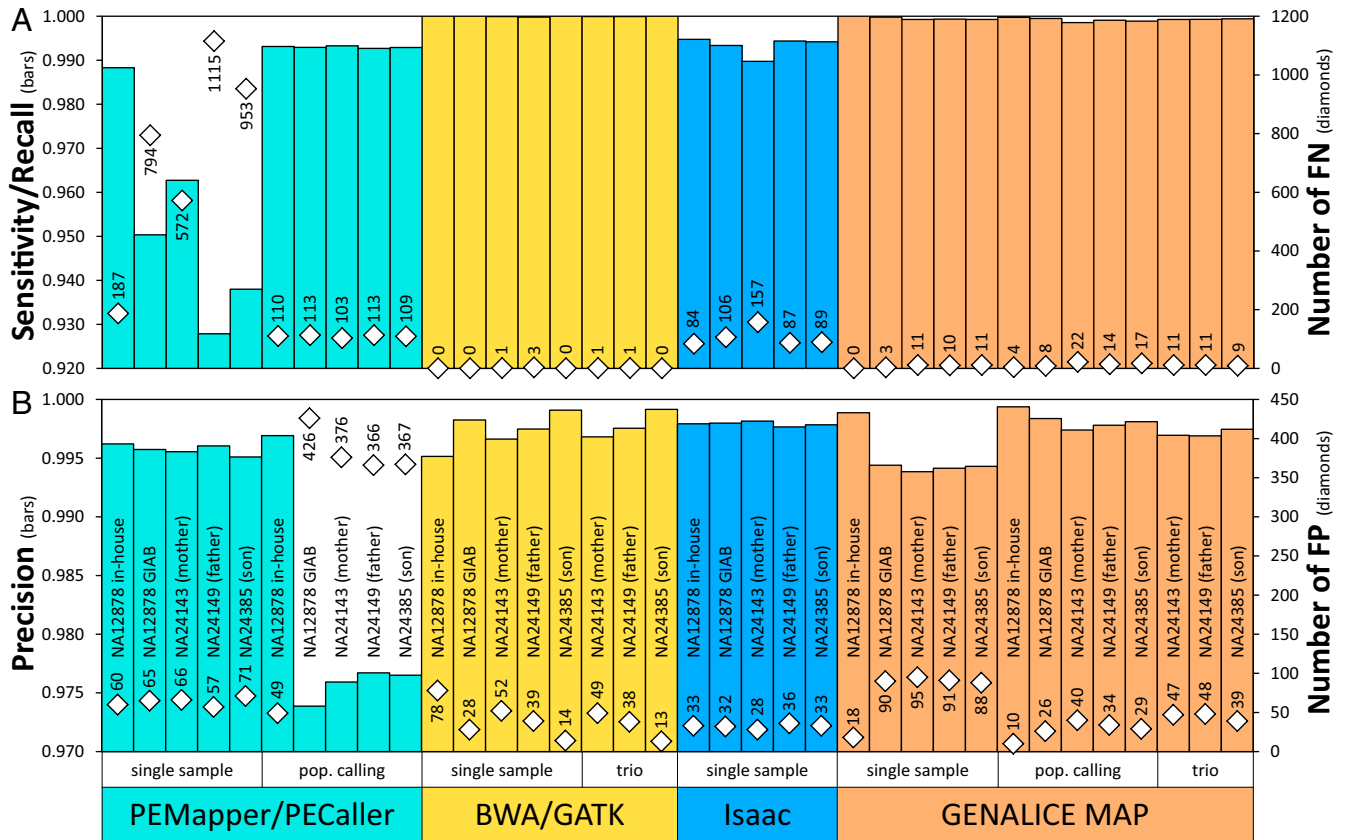 A
Sensitivity/Recall (bars)
1.000
0.990
0.980
0.970
0.960
0.950
0.940
0.930
0.920
187
794
572
1115
953
110
113
103
113
109
0
0
1
3
0
1
1
0
84
106
157
87
89
0
3
11
10
11
4
8
22
14
17
11
11
9
1200
1000
800
600
400
200
0
Number of FN (diamonds)
B
Precision (bars)
1.000
0.995
0.990
0.985
0.980
0.975
0.970
60 NA12878 in-house
65 NA12878 GIAB
66 NA24143 (mother)
57 NA24149 (father)
71 NA24385 (son)
49 NA12878 in-house
426 NA12878 GIAB
376 NA24143 (mother)
366 NA24149 (father)
367 NA24385 (son)
78 NA12878 in-house
28 NA12878 GIAB
52 NA24143 (mother)
39 NA24149 (father)
14 NA24385 (son)
49 NA24143 (mother)
38 NA24149 (father)
13 NA24385 (son)
33 NA12878 in-house
32 NA12878 GIAB
28 NA24143 (mother)
36 NA24149 (father)
33 NA24385 (son)
18 NA12878 in-house
90 NA12878 GIAB
95 NA24143 (mother)
91 NA24149 (father)
88 NA24385 (son)
10 NA12878 in-house
26 NA12878 GIAB
40 NA24143 (mother)
34 NA24149 (father)
29 NA24385 (son)
47 NA24143 (mother)
48 NA24149 (father)
39 NA24385 (son)
450
400
350
300
250
200
150
100
50
0
Number of FP (diamonds)
single sample
pop. calling
single sample
trio
single sample
single sample
pop. calling
trio
PEMapper/PECaller
BWA/GATK
Isaac
GENALICE MAP